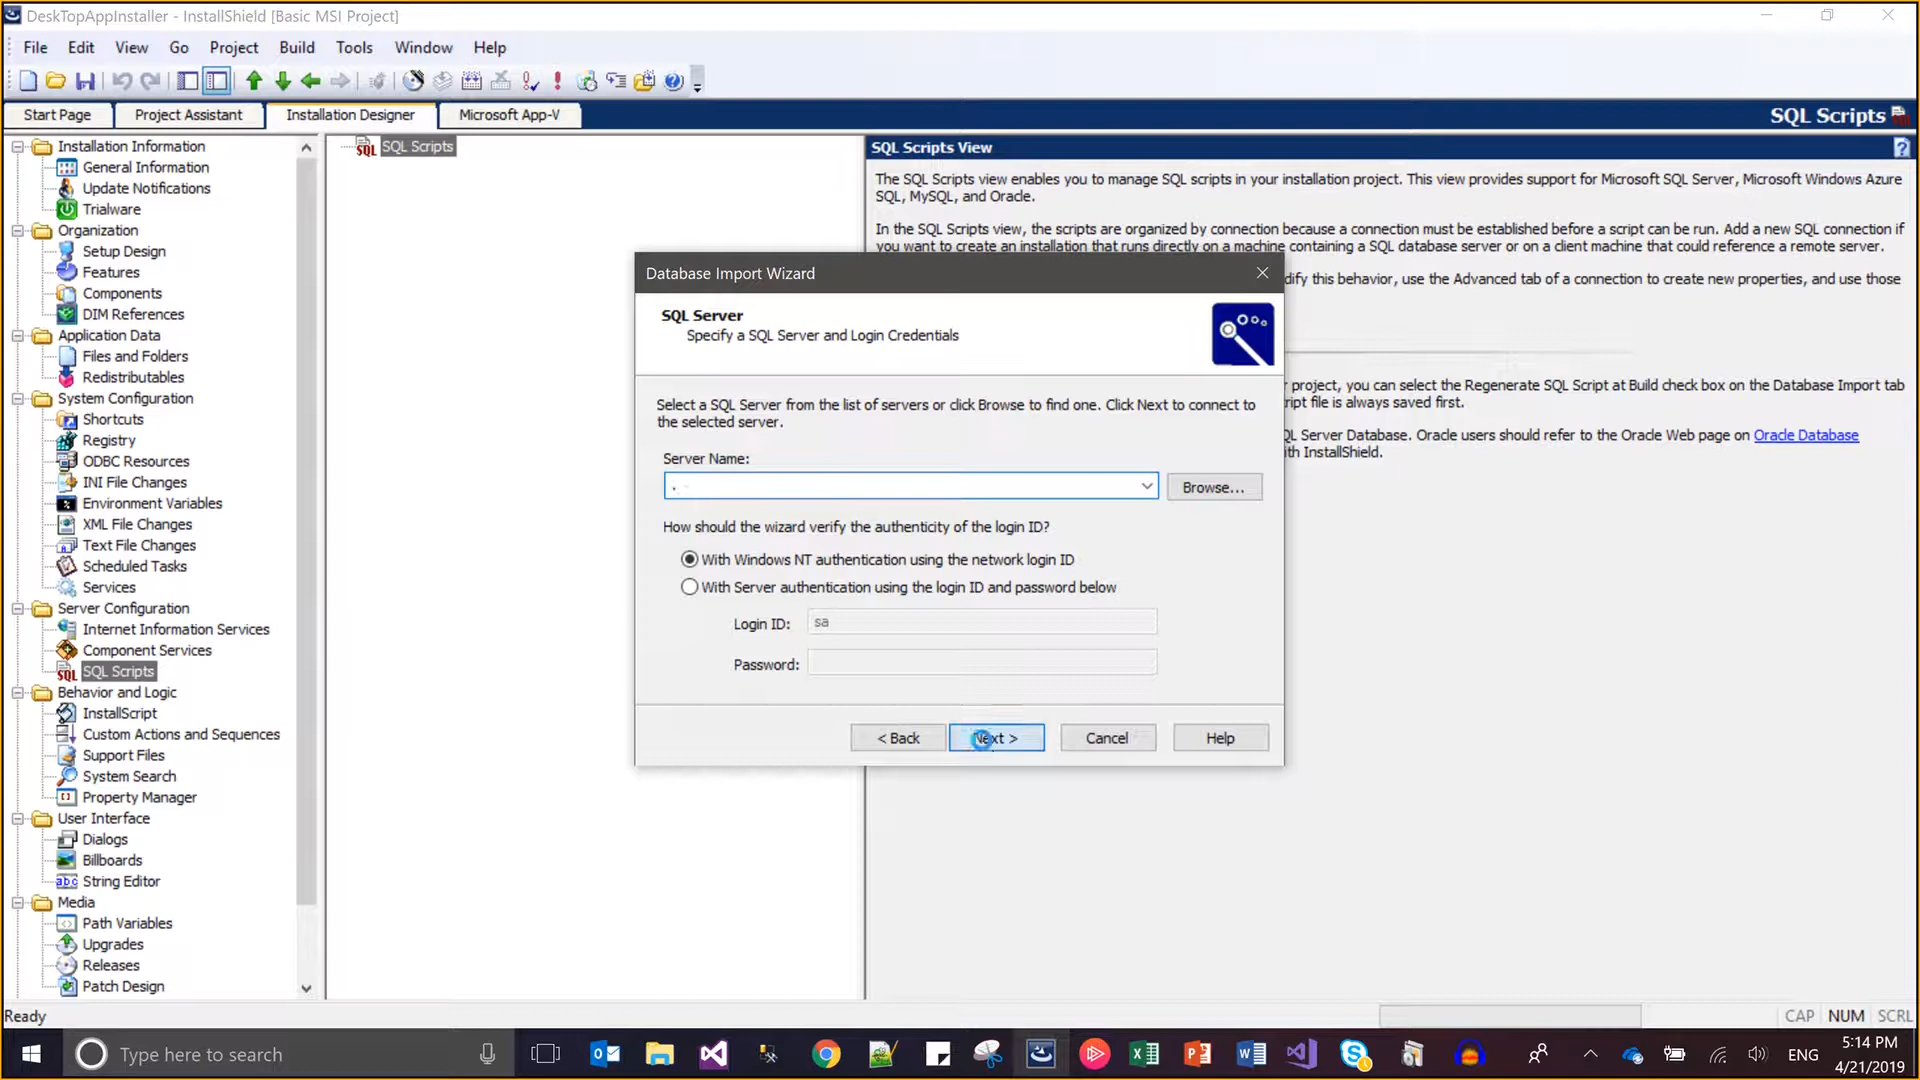 DeskTopAppInstaller - InstallShield [Basic MSI Project]
File Edit View Go Project Build Tools Window Help
Start Page Project Assistant Installation Designer Microsoft App-V SQL Scripts
Installation Information
General Information
Update Notifications
Trialware
Organization
Setup Design
Features
Components
DIM References
Application Data
Files and Folders
Redistributables
System Configuration
Shortcuts
Registry
ODBC Resources
INI File Changes
Environment Variables
XML File Changes
Text File Changes
Scheduled Tasks
Services
Server Configuration
Internet Information Services
Component Services
SQL Scripts
Behavior and Logic
InstallScript
Custom Actions and Sequences
Support Files
System Search
Property Manager
User Interface
Dialogs
Billboards
String Editor
Media
Path Variables
Upgrades
Releases
Patch Design
SQL Scripts
SQL Scripts View
The SQL Scripts view enables you to manage SQL scripts in your installation project. This view provides support for Microsoft SQL Server, Microsoft Windows Azure
SQL, MySQL, and Oracle.
In the SQL Scripts view, the scripts are organized by connection because a connection must be established before a script can be run. Add a new SQL connection if
you want to create an installation that runs directly on a machine containing a SQL database server or on a client machine that could reference a remote server.
dify this behavior, use the Advanced tab of a connection to create new properties, and use those
r project, you can select the Regenerate SQL Script at Build check box on the Database Import tab
ript file is always saved first.
QL Server Database. Oracle users should refer to the Oracle Web page on Oracle Database
ith InstallShield.
Database Import Wizard
SQL Server
Specify a SQL Server and Login Credentials
Select a SQL Server from the list of servers or click Browse to find one. Click Next to connect to
the selected server.
Server Name:
.
Browse...
How should the wizard verify the authenticity of the login ID?
With Windows NT authentication using the network login ID
With Server authentication using the login ID and password below
Login ID: sa
Password:
< Back Next > Cancel Help
Ready CAP NUM SCRL
Type here to search
ENG
5:14 PM
4/21/2019